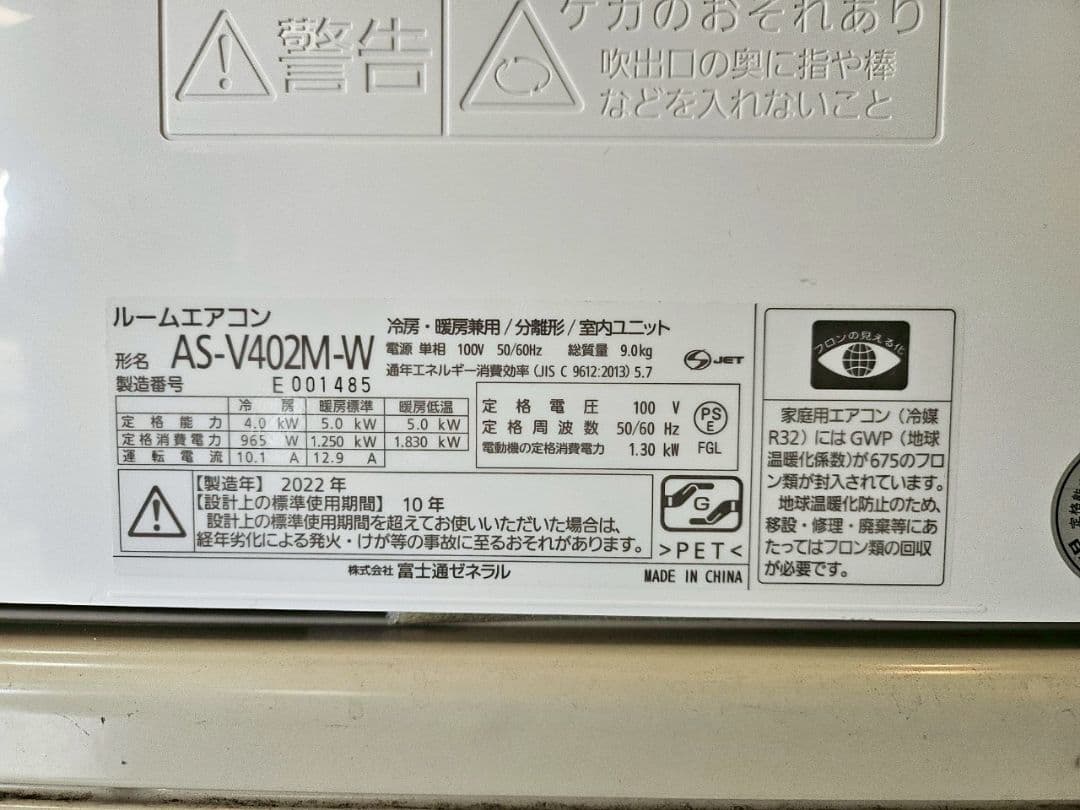 警告
ケガのおそれあり
吹出口の奥に指や棒
などを入れないこと
ルームエアコン
形名 AS-V402M-W
製造番号 E 001485
冷房・暖房兼用/分離形/室内ユニット
電源 単相 100V 50/60Hz 総質量 9.0kg
通年エネルギー消費効率 (JIS C 9612:2013) 5.7
S JET
冷房 暖房標準 暖房低温
定格能力 4.0 kW 5.0 kW 5.0 kW
定格消費電力 965 W 1.250 kW 1.830 kW
運転電流 10.1 A 12.9 A
定格電圧 100 V
定格周波数 50/60 Hz
電動機の定格消費電力 1.30 kW
PS
E
FGL
【製造年】 2022 年
【設計上の標準使用期間】 10 年
設計上の標準使用期間を超えてお使いいただいた場合は、
経年劣化による発火・けが等の事故に至るおそれがあります。
G
>PET<
株式会社 富士通ゼネラル
MADE IN CHINA
フロンの見える化
家庭用エアコン (冷媒
R32) には GWP (地球
温暖化係数) が 675 のフロ
ン類が封入されています。
地球温暖化防止のため、
移設・修理・廃棄等にあ
たってはフロン類の回収
が必要です。